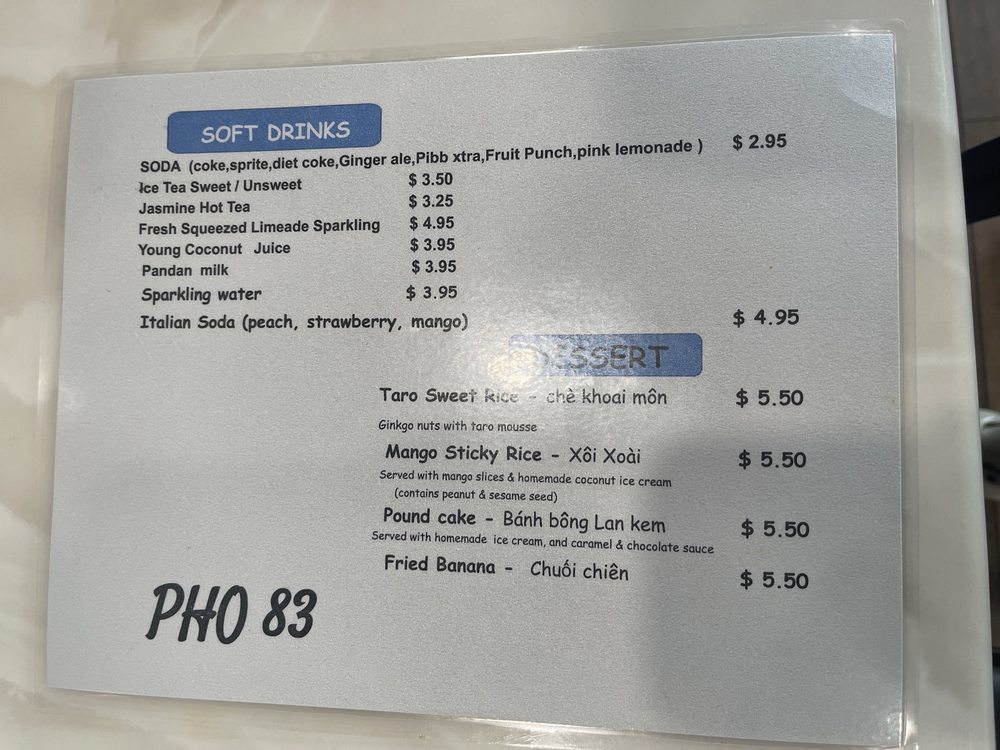 SOFT DRINKS
SODA (coke,sprite,diet coke,Ginger ale,Pibb xtra,Fruit Punch,pink lemonade ) $ 2.95
Ice Tea Sweet / Unsweet $ 3.50
Jasmine Hot Tea $ 3.25
Fresh Squeezed Limeade Sparkling $ 4.95
Young Coconut Juice $ 3.95
Pandan milk $ 3.95
Sparkling water $ 3.95
Italian Soda (peach, strawberry, mango) $ 4.95
DESSERT
Taro Sweet Rice - chè khoai môn $ 5.50
Ginkgo nuts with taro mousse
Mango Sticky Rice - Xôi Xoài $ 5.50
Served with mango slices & homemade coconut ice cream
(contains peanut & sesame seed)
Pound cake - Bánh bông Lan kem $ 5.50
Served with homemade ice cream, and caramel & chocolate sauce
Fried Banana - Chuối chiên $ 5.50
PHO 83